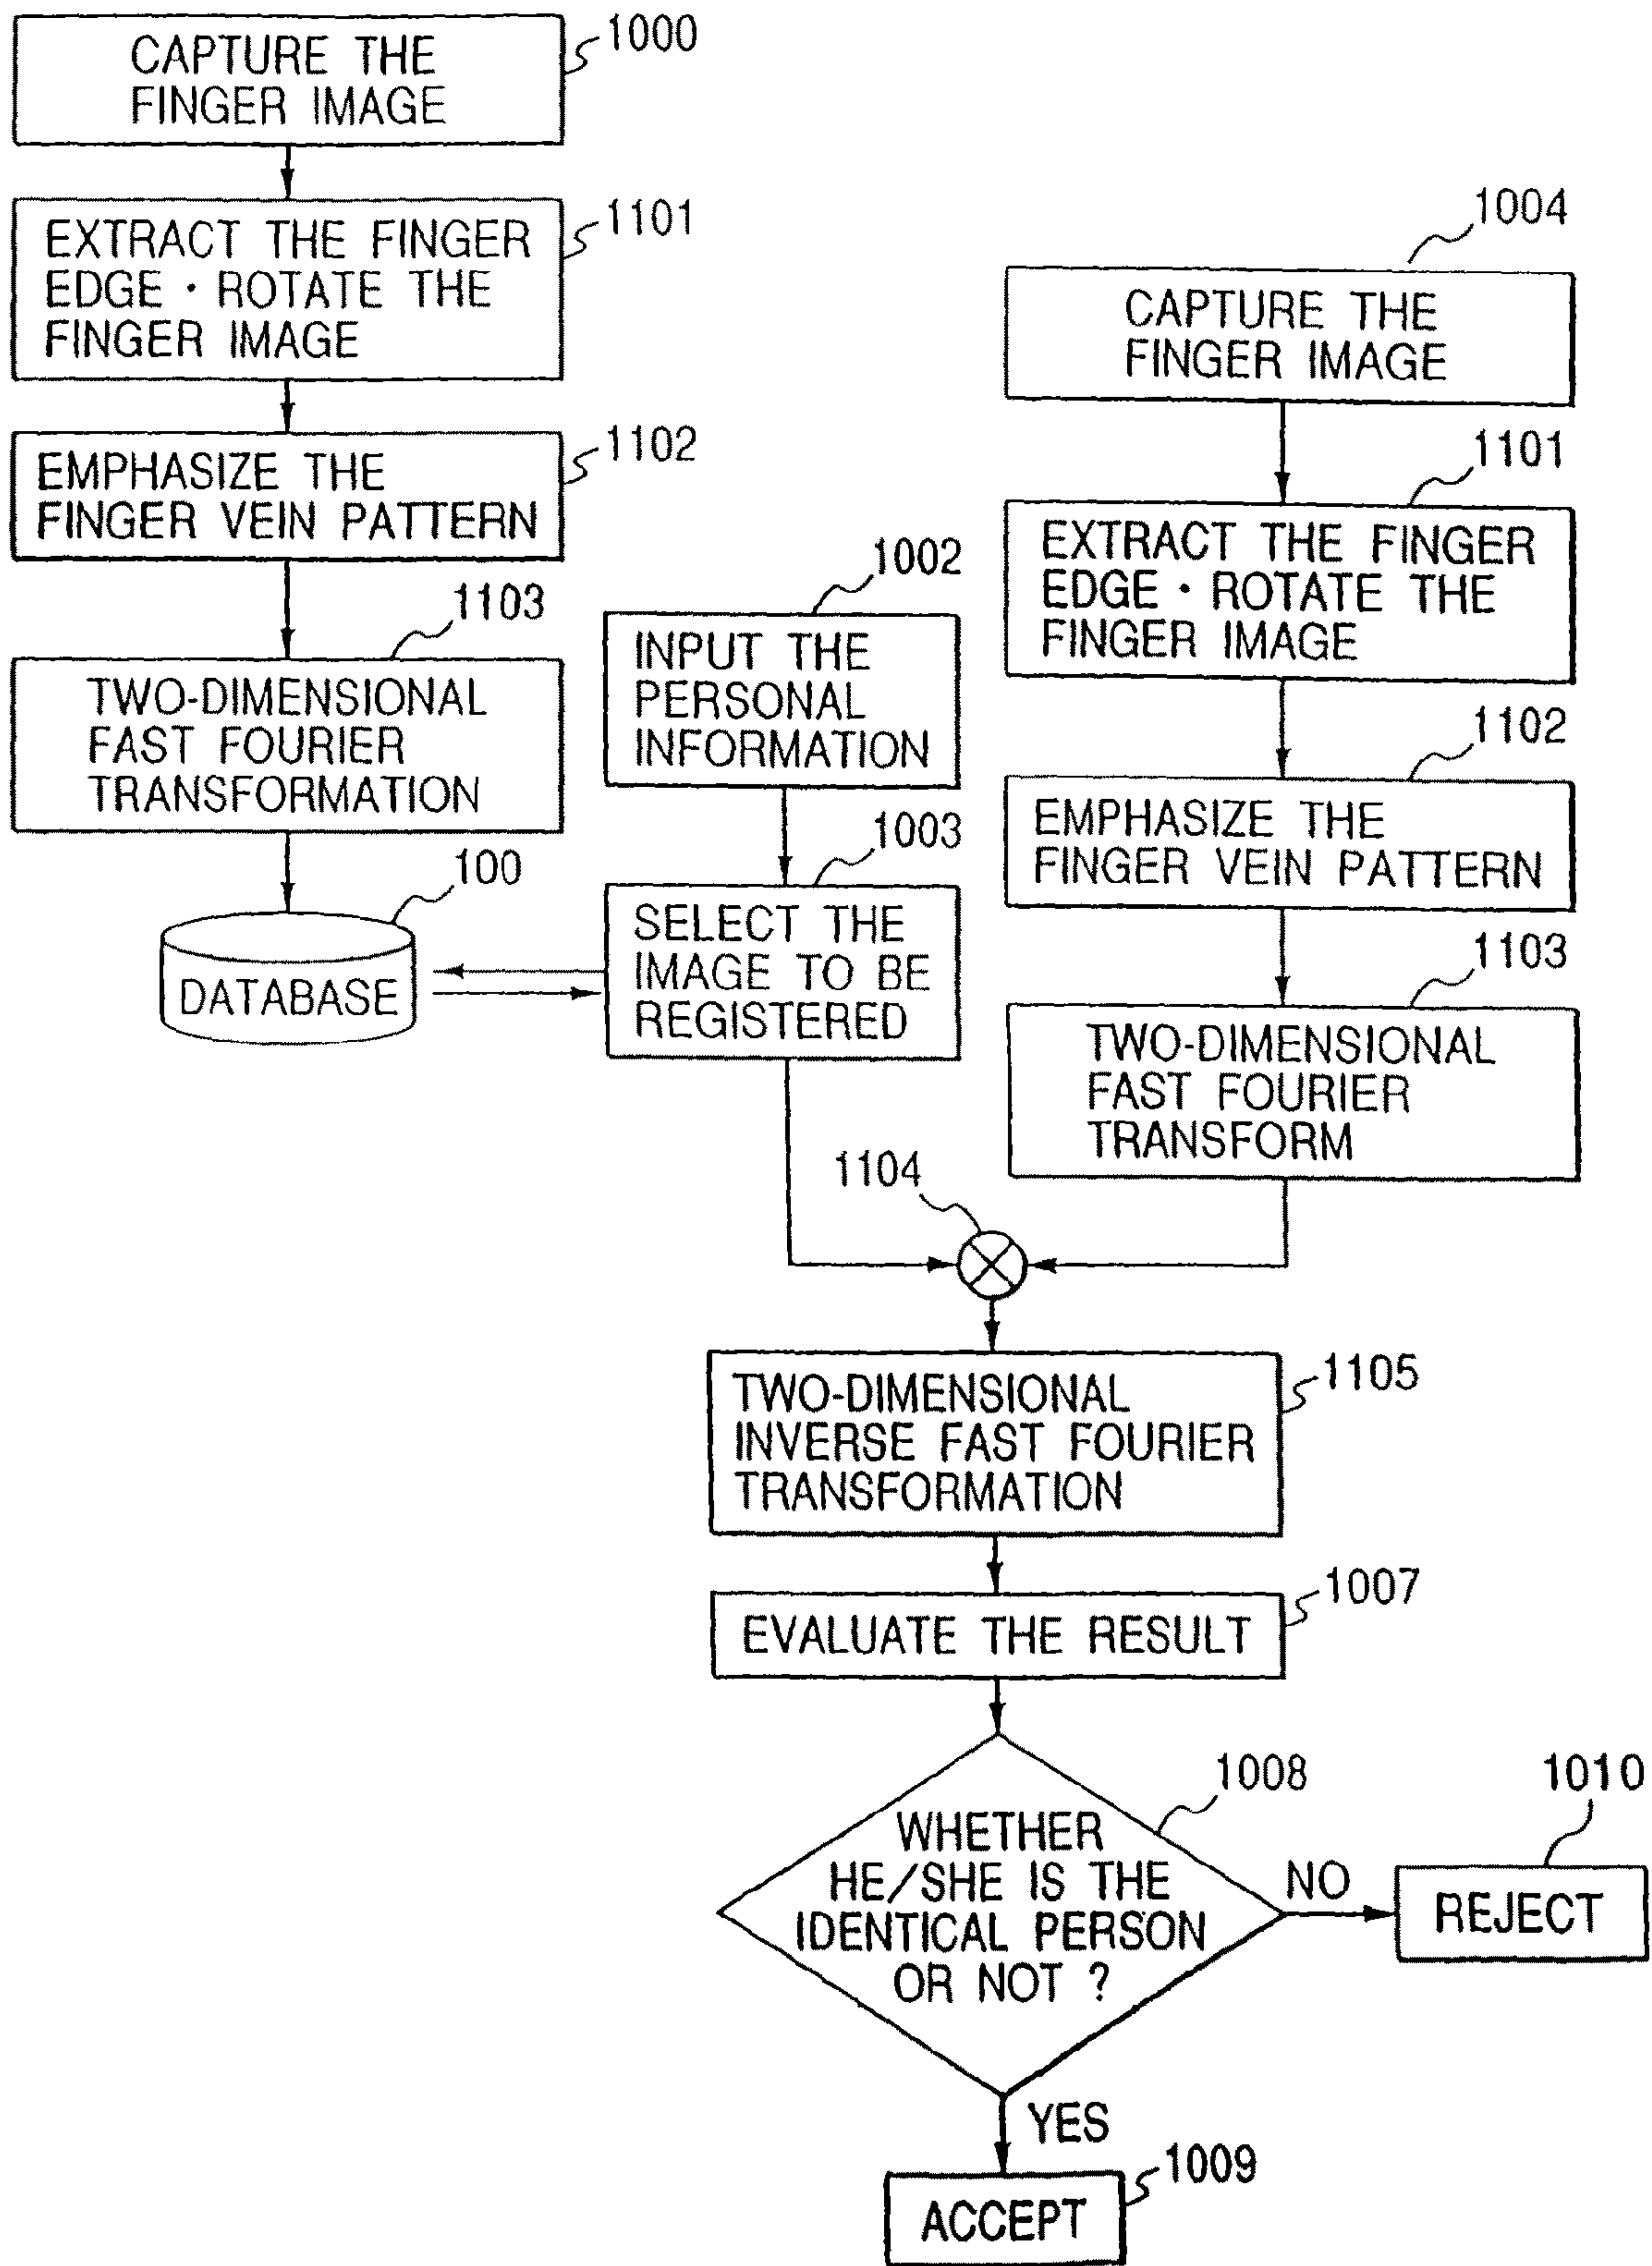 CAPTURE THE
FINGER IMAGE
1000
EXTRACT THE FINGER
EDGE · ROTATE THE
FINGER IMAGE
1101
EMPHASIZE THE
FINGER VEIN PATTERN
1102
TWO-DIMENSIONAL
FAST FOURIER
TRANSFORMATION
1103
DATABASE
100
INPUT THE
PERSONAL
INFORMATION
1002
SELECT THE
IMAGE TO BE
REGISTERED
1003
CAPTURE THE
FINGER IMAGE
1004
EXTRACT THE FINGER
EDGE · ROTATE THE
FINGER IMAGE
1101
EMPHASIZE THE
FINGER VEIN PATTERN
1102
TWO-DIMENSIONAL
FAST FOURIER
TRANSFORM
1103
1104
TWO-DIMENSIONAL
INVERSE FAST FOURIER
TRANSFORMATION
1105
EVALUATE THE RESULT
1007
WHETHER
HE/SHE IS THE
IDENTICAL PERSON
OR NOT ?
1008
NO
REJECT
1010
YES
ACCEPT
1009